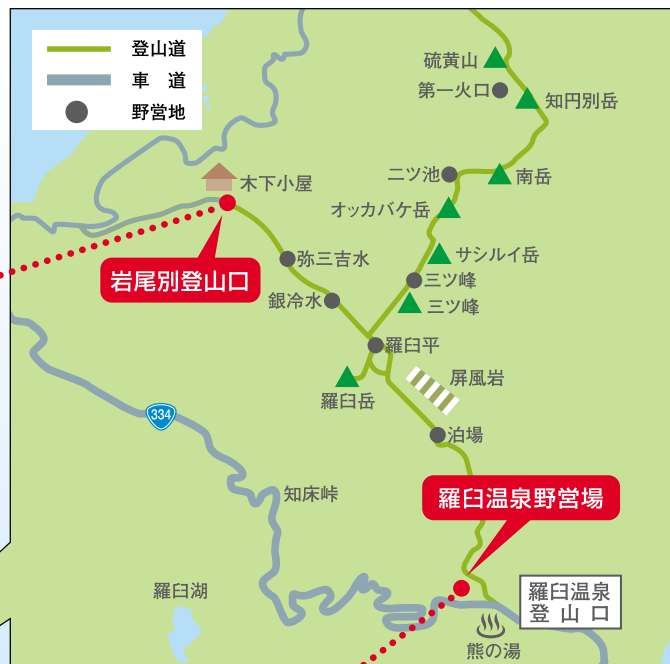 登山道
車 道
野営地
硫黄山
第一火口
知円別岳
二ツ池
南岳
オッカバケ岳
サシルイ岳
三ツ峰
三ツ峰
木下小屋
岩尾別登山口
弥三吉水
銀冷水
羅臼平
羅臼岳
屏風岩
泊場
334
知床峠
羅臼温泉野営場
羅臼湖
羅臼温泉
登 山 口
熊の湯